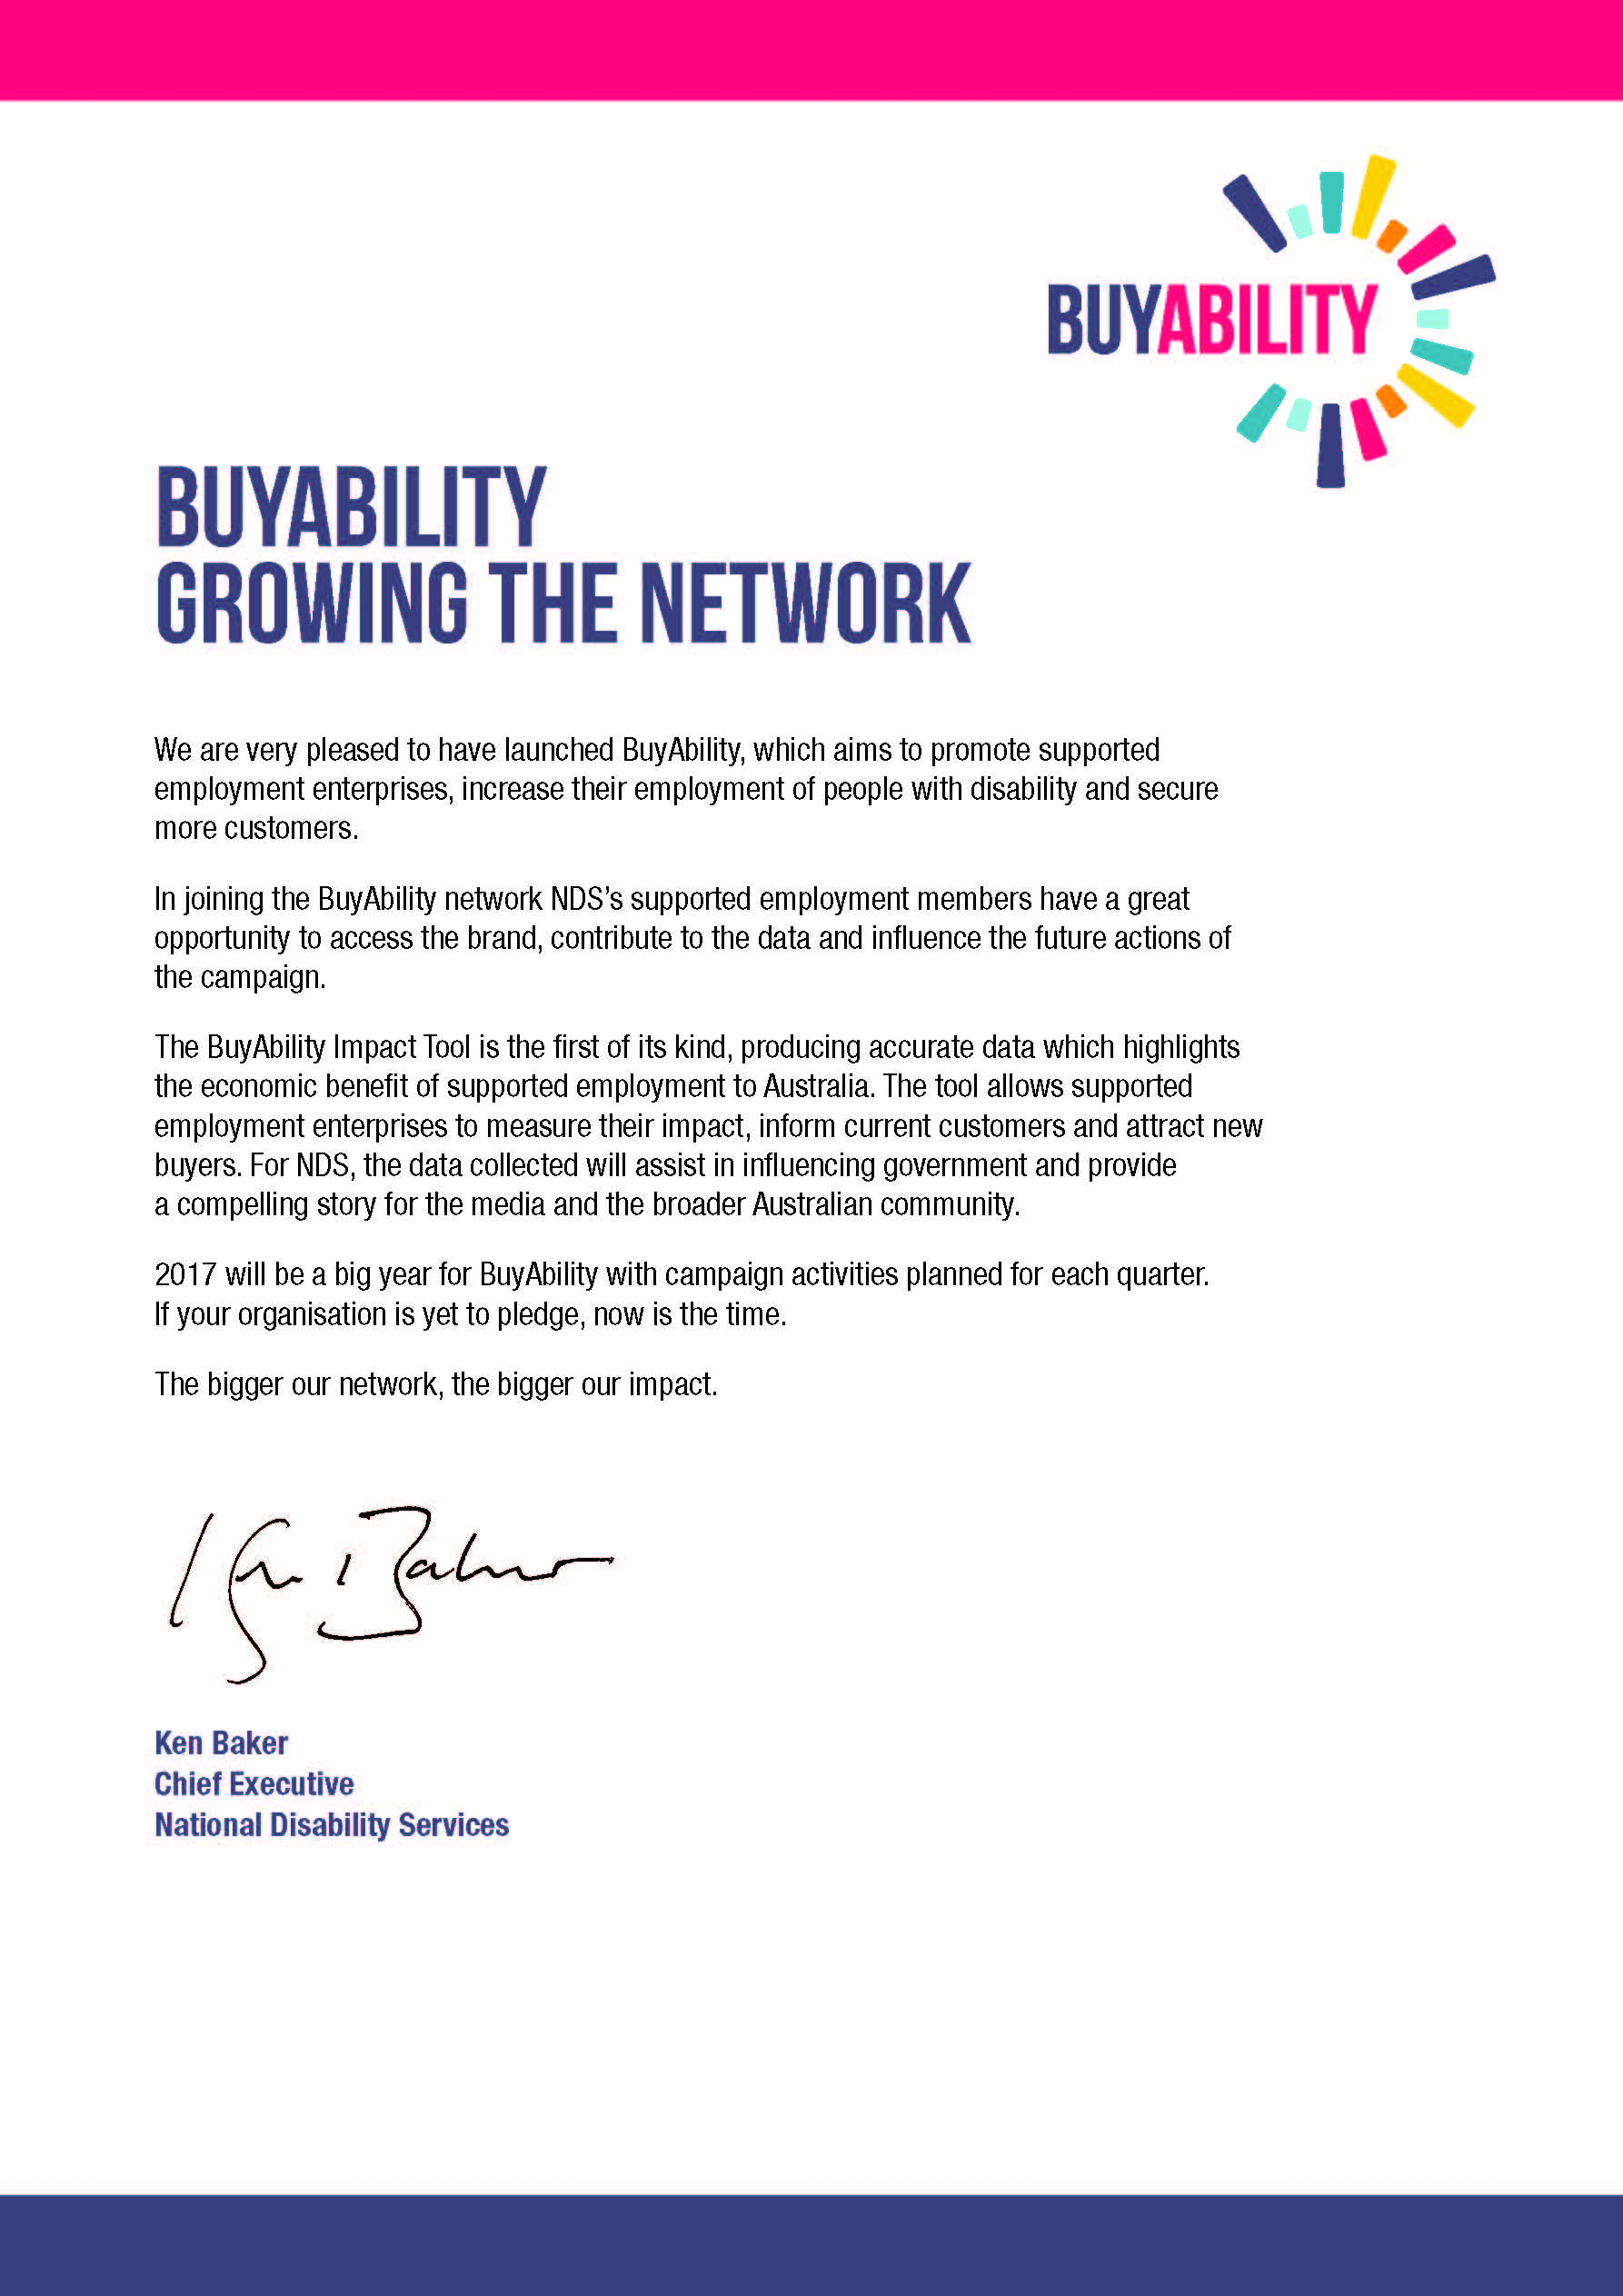 BUYABILITY
BUYABILITY
GROWING THE NETWORK
We are very pleased to have launched BuyAbility, which aims to promote supported
employment enterprises, increase their employment of people with disability and secure
more customers.
In joining the BuyAbility network NDS’s supported employment members have a great
opportunity to access the brand, contribute to the data and influence the future actions of
the campaign.
The BuyAbility Impact Tool is the first of its kind, producing accurate data which highlights
the economic benefit of supported employment to Australia. The tool allows supported
employment enterprises to measure their impact, inform current customers and attract new
buyers. For NDS, the data collected will assist in influencing government and provide
a compelling story for the media and the broader Australian community.
2017 will be a big year for BuyAbility with campaign activities planned for each quarter.
If your organisation is yet to pledge, now is the time.
The bigger our network, the bigger our impact.
Ken Baker
Ken Baker
Chief Executive
National Disability Services